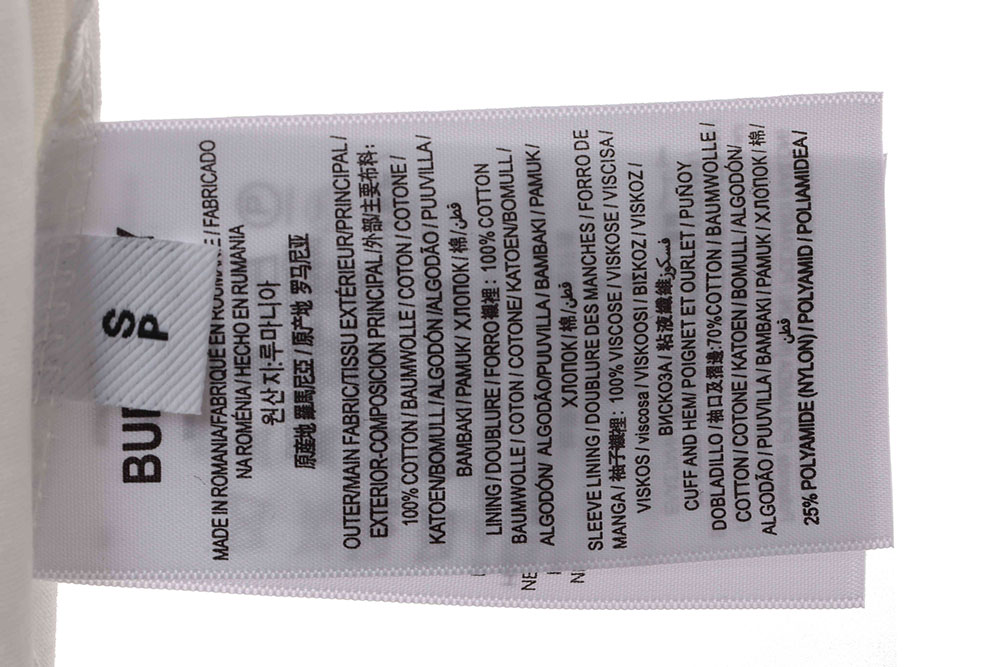 S
P
MADE IN ROMANIA/FABRIQUE EN ROUMANIE / FABRICADO
NA ROMÉNIA / HECHO EN RUMANIA
원산지:루마니아
原産地 羅馬尼亞 / 原产地 罗马尼亚
OUTER/MAIN FABRIC/TISSU EXTÉRIEUR/PRINCIPAL/
EXTERIOR-COMPOSICION PRINCIPAL/外部/主要布料:
100% COTTON / BAUMWOLLE / COTON / COTONE /
KATOEN/BOMULL/ALGODÓN/ALGODÃO / PUUVILLA/
BAMBAKI / PAMUK / ХЛОПОК / 棉/ قطن/
LINING / DOUBLURE / FORRO 襯裡: 100% COTTON
BAUMWOLLE / COTON / COTONE/ KATOEN/BOMULL/
ALGODÓN/ ALGODÃO/PUUVILLA / BAMBAKI / PAMUK/
ХЛОПОК / 棉/ قطن/
SLEEVE LINING / DOUBLURE DES MANCHES / FORRO DE
MANGA / 袖子襯裡: 100% VISCOSE / VISKOSE / VISCISA/
VISKOS / viscosa / VISKOOSI / ΒΙΣΚΟΖ/ VISKOZ /
ВИСКОЗА / 粘液纖維: فسكوز
CUFF AND HEM/ POIGNET ET OURLET / PUÑOY
DOBLADILLO / 袖口及摺邊:70%COTTON / BAUMWOLLE /
COTTON / COTONE/KATOEN / BOMULL / ALGODÓN/
ALGODÃO / PUUVILLA / BAMBAKI / PAMUK / ХЛОПОК / 棉/
قطن
25% POLYAMIDE (NYLON) / POLYAMID / POLIAMIDEA/
NE